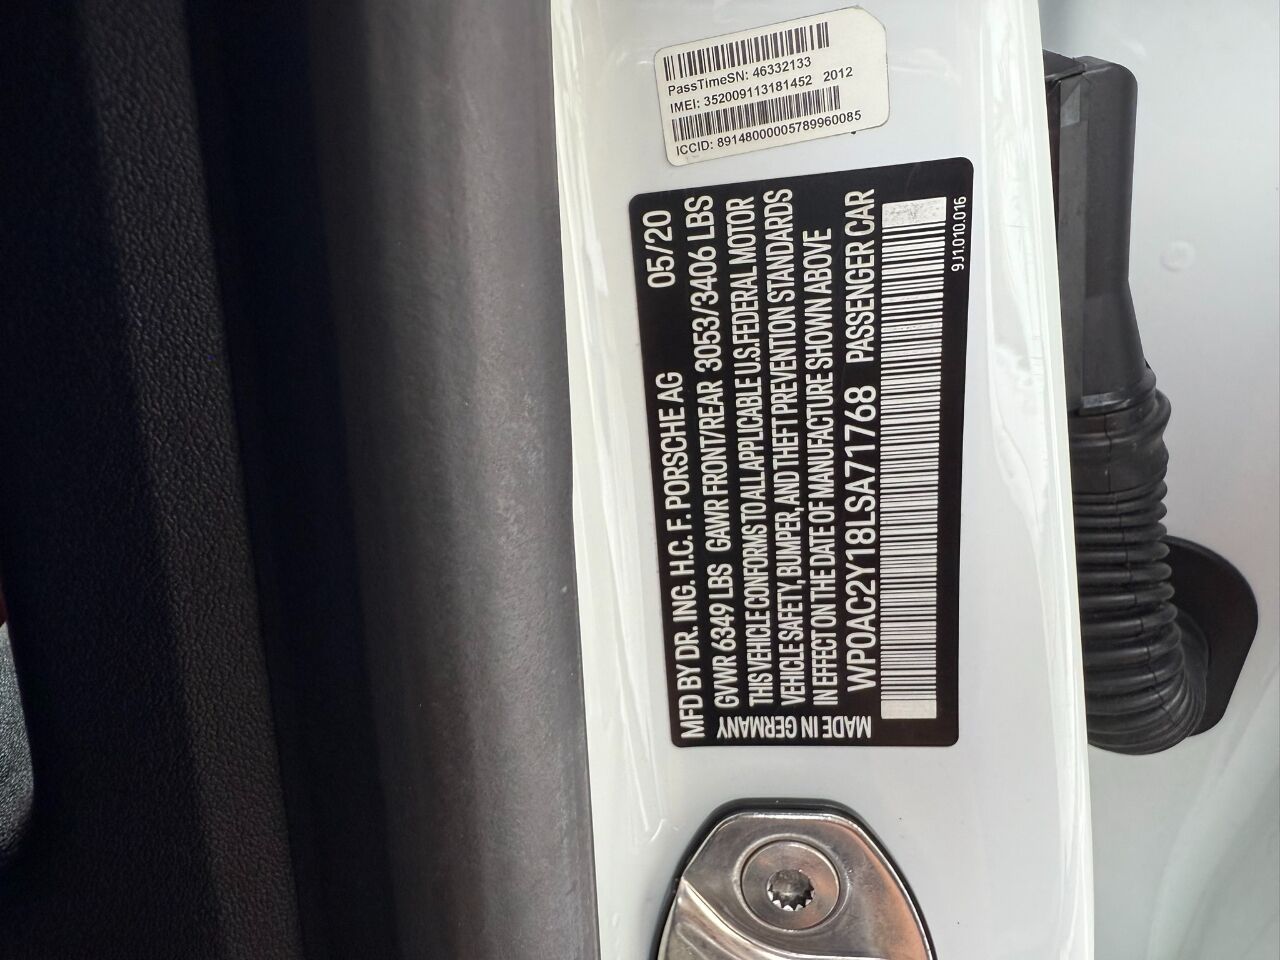 PassTimeSN: 46332133
IMEI: 352009113181452 2012
ICCID: 89148000005789960085
MFD BY DR. ING. H.C. F. PORSCHE AG 05/20
GVWR 6349 LBS GAWR FRONT/REAR 3053/3406 LBS
THIS VEHICLE CONFORMS TO ALL APPLICABLE U.S. FEDERAL MOTOR
VEHICLE SAFETY, BUMPER, AND THEFT PREVENTION STANDARDS
IN EFFECT ON THE DATE OF MANUFACTURE SHOWN ABOVE
WP0AC2Y18LSA71768 PASSENGER CAR
MADE IN GERMANY
9J1.010.016